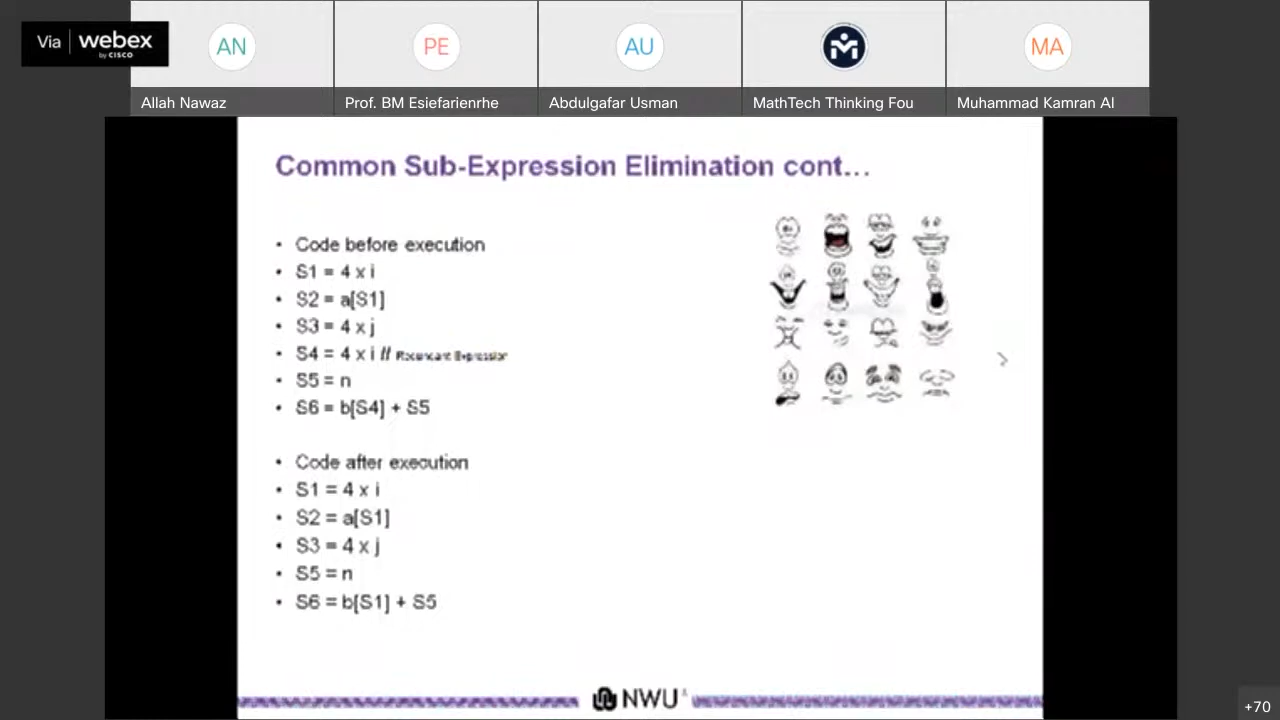 Via webex
by CISCO
AN
PE
AU
MA
Allah Nawaz
Prof. BM Esiefarienrhe
Abdulgafar Usman
MathTech Thinking Fou
Muhammad Kamran Al
Common Sub-Expression Elimination cont...
• Code before execution
• S1 = 4 x i
• S2 = a[S1]
• S3 = 4 x j
• S4 = 4 x i //
• S5 = n
• S6 = b[S4] + S5
• Code after execution
• S1 = 4 x i
• S2 = a[S1]
• S3 = 4 x j
• S5 = n
• S6 = b[S1] + S5
NWU
+70